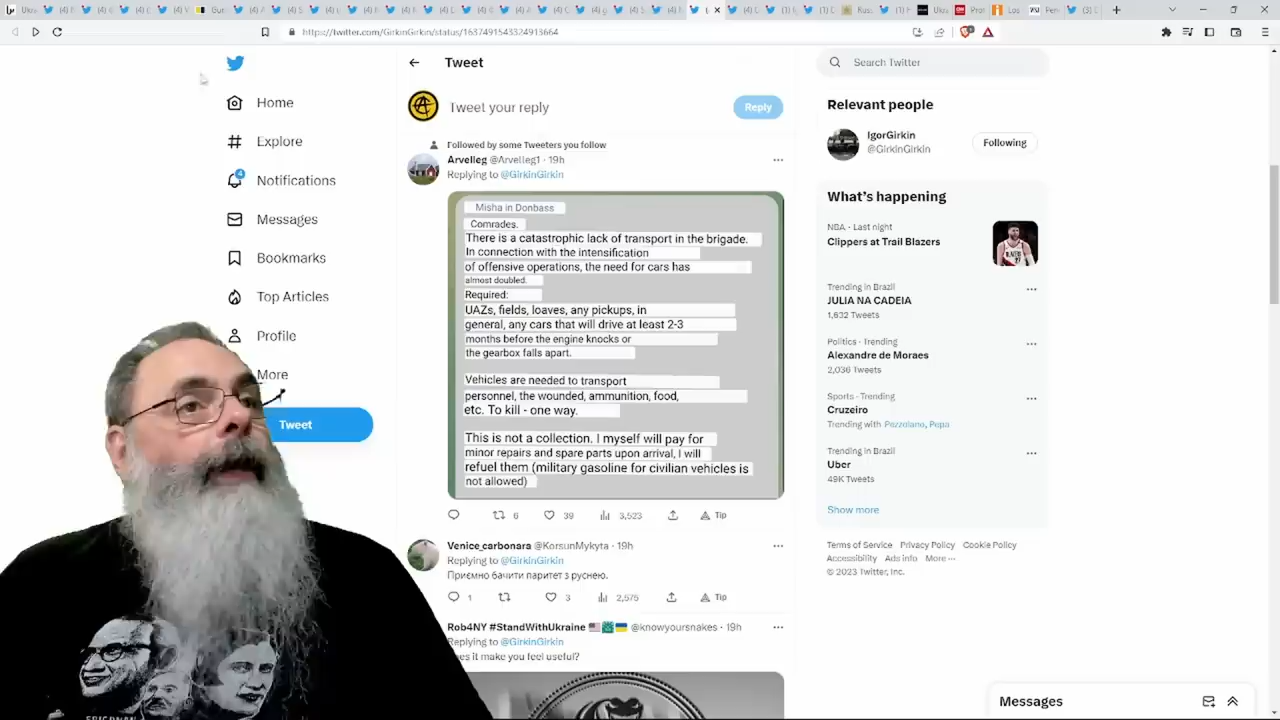 https://twitter.com/GirkinGirkin/status/1637491543324913664
Home
Explore
4
Notifications
Messages
Bookmarks
Top Articles
Profile
More
Tweet
Tweet
Tweet your reply
Reply
Followed by some Tweeters you follow
Arvelleg @Arvelleg1 · 19h
Replying to @GirkinGirkin
Misha in Donbass
Comrades.
There is a catastrophic lack of transport in the brigade.
In connection with the intensification
of offensive operations, the need for cars has
almost doubled.
Required:
UAZs, fields, loaves, any pickups, in
general, any cars that will drive at least 2-3
months before the engine knocks or
the gearbox falls apart.
Vehicles are needed to transport
personnel, the wounded, ammunition, food,
etc. To kill - one way.
This is not a collection. I myself will pay for
minor repairs and spare parts upon arrival, I will
refuel them (military gasoline for civilian vehicles is
not allowed)
6 39 3,523 Tip
Venice_carbonara @KorsunMykyta · 19h
Replying to @GirkinGirkin
Приємно бачити паритет з руснею.
1 3 2,575 Tip
Rob4NY #StandWithUkraine @knowyoursnakes · 19h
Replying to @GirkinGirkin
it make you feel useful?
Search Twitter
Relevant people
IgorGirkin
@GirkinGirkin
Following
What's happening
NBA · Last night
Clippers at Trail Blazers
Trending in Brazil
JULIA NA CADEIA
1,632 Tweets
Politics · Trending
Alexandre de Moraes
2,036 Tweets
Sports · Trending
Cruzeiro
Trending with Pezzolano, Pepa
Trending in Brazil
Uber
49K Tweets
Show more
Terms of Service Privacy Policy Cookie Policy
Accessibility Ads info More ···
© 2023 Twitter, Inc.
Messages